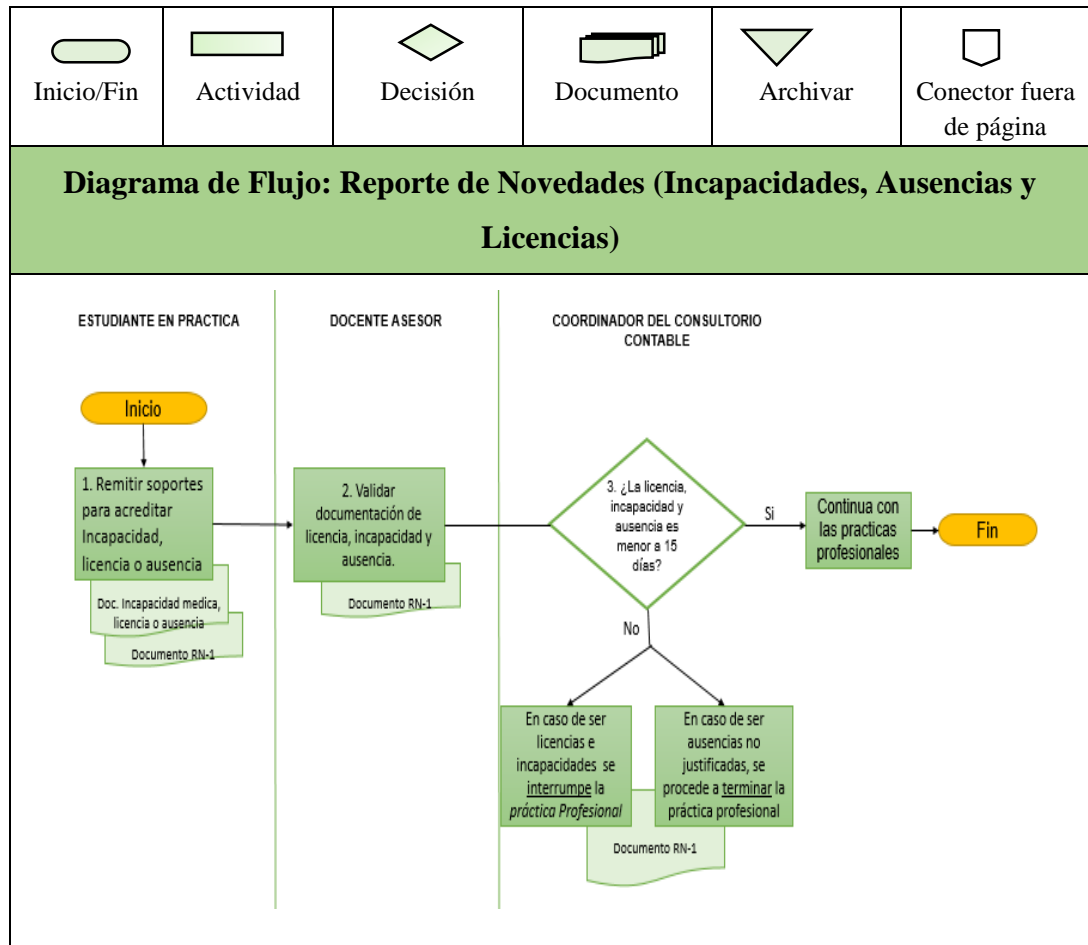 Inicio/Fin
Actividad
Decisión
Documento
Archivar
Conector fuera
de página
Diagrama de Flujo: Reporte de Novedades (Incapacidades, Ausencias y
Licencias)
ESTUDIANTE EN PRACTICA
DOCENTE ASESOR
COORDINADOR DEL CONSULTORIO
CONTABLE
Inicio
1. Remitir soportes
para acreditar
Incapacidad,
licencia o ausencia
Doc. Incapacidad medica,
licencia o ausencia
Documento RN-1
2. Validar
documentación de
licencia, incapacidad y
ausencia.
Documento RN-1
3. ¿La licencia,
incapacidad y
ausencia es
menor a 15
días?
Si
Continua con
las practicas
profesionales
Fin
No
En caso de ser
licencias e
incapacidades se
interrumpe la
práctica Profesional
En caso de ser
ausencias no
justificadas, se
procede a terminar la
práctica profesional
Documento RN-1